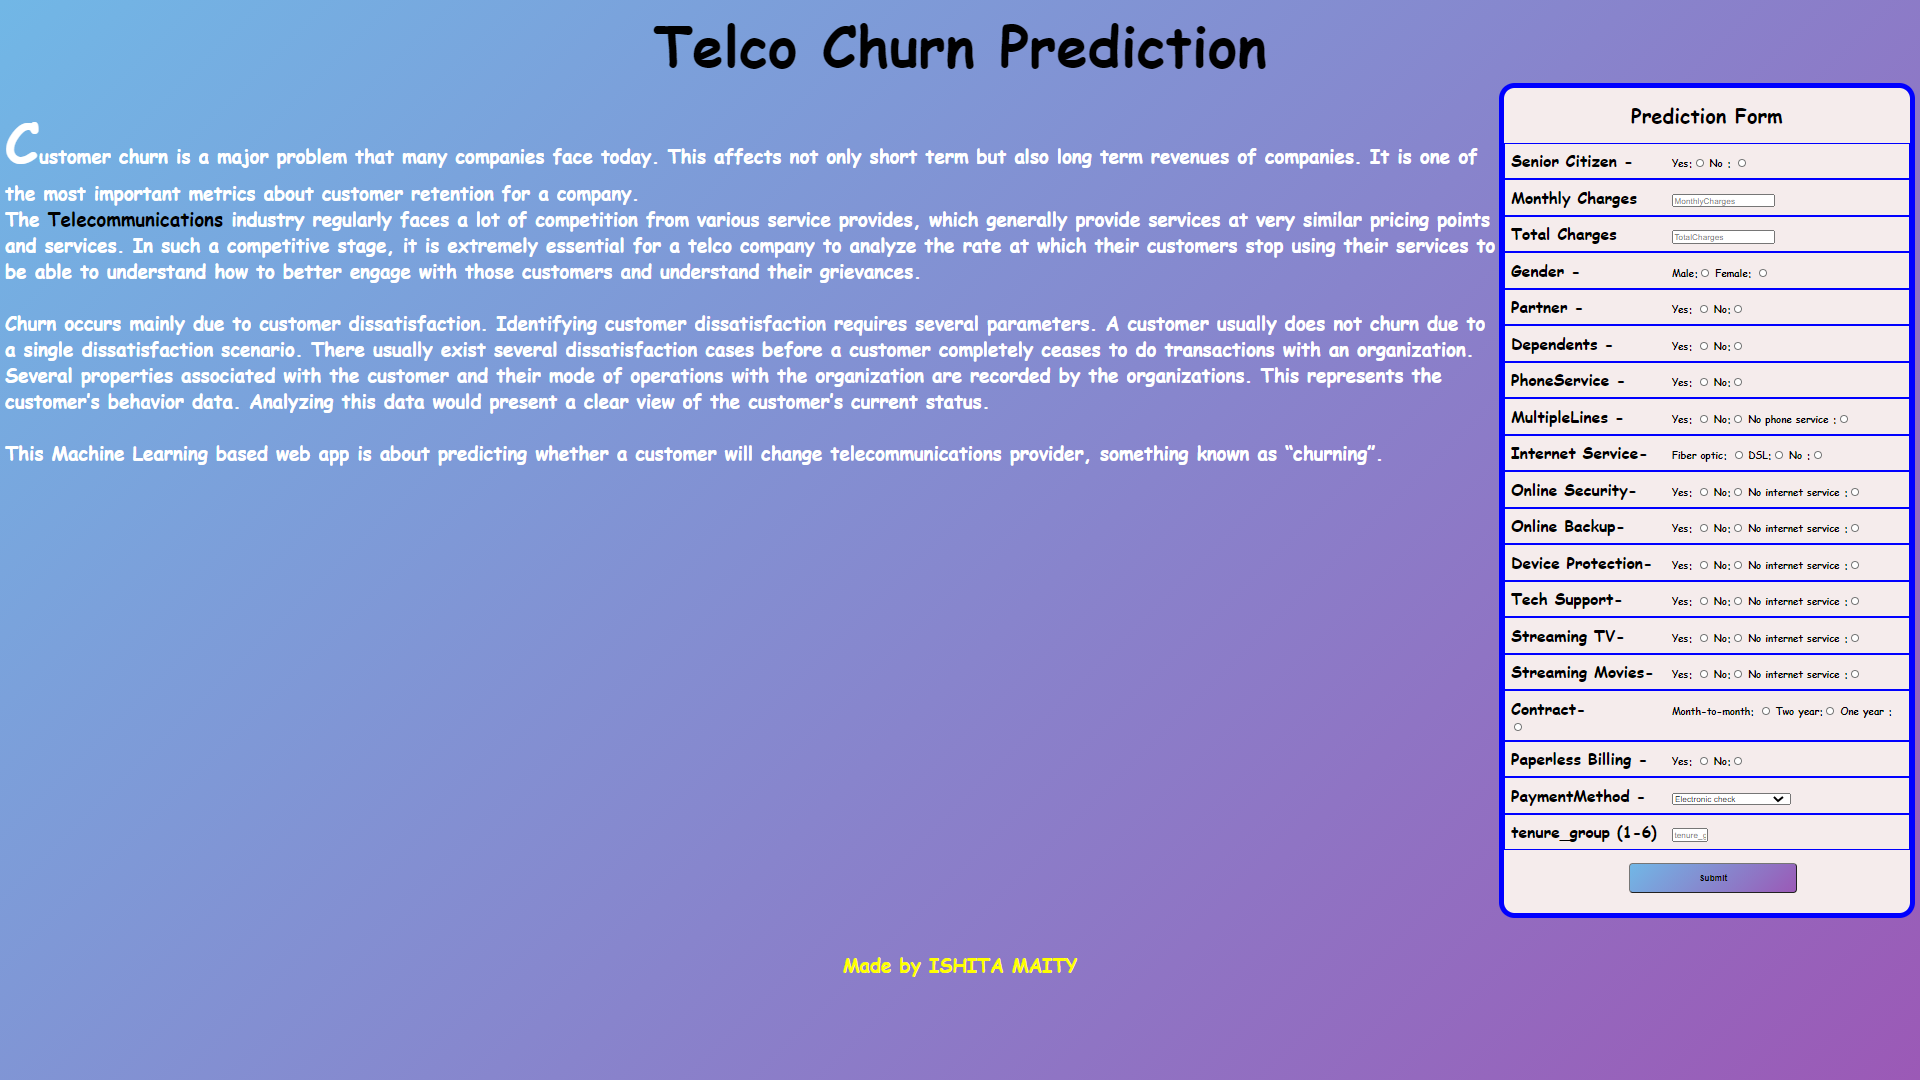 Telco Churn Prediction
Customer churn is a major problem that many companies face today. This affects not only short term but also long term revenues of companies. It is one of
the most important metrics about customer retention for a company.
The Telecommunications industry regularly faces a lot of competition from various service provides, which generally provide services at very similar pricing points
and services. In such a competitive stage, it is extremely essential for a telco company to analyze the rate at which their customers stop using their services to
be able to understand how to better engage with those customers and understand their grievances.
Churn occurs mainly due to customer dissatisfaction. Identifying customer dissatisfaction requires several parameters. A customer usually does not churn due to
a single dissatisfaction scenario. There usually exist several dissatisfaction cases before a customer completely ceases to do transactions with an organization.
Several properties associated with the customer and their mode of operations with the organization are recorded by the organizations. This represents the
customer's behavior data. Analyzing this data would present a clear view of the customer's current status.
This Machine Learning based web app is about predicting whether a customer will change telecommunications provider, something known as “churning”.
Prediction Form
Senior Citizen - Yes: No :
Monthly Charges MonthlyCharges
Total Charges TotalCharges
Gender - Male: Female:
Partner - Yes: No:
Dependents - Yes: No:
PhoneService - Yes: No:
MultipleLines - Yes: No: No phone service :
Internet Service- Fiber optic: DSL: No :
Online Security- Yes: No: No internet service :
Online Backup- Yes: No: No internet service :
Device Protection- Yes: No: No internet service :
Tech Support- Yes: No: No internet service :
Streaming TV- Yes: No: No internet service :
Streaming Movies- Yes: No: No internet service :
Contract- Month-to-month: Two year: One year :
Paperless Billing - Yes: No:
PaymentMethod - Electronic check
tenure_group (1-6) tenure_g
Submit
Made by ISHITA MAITY